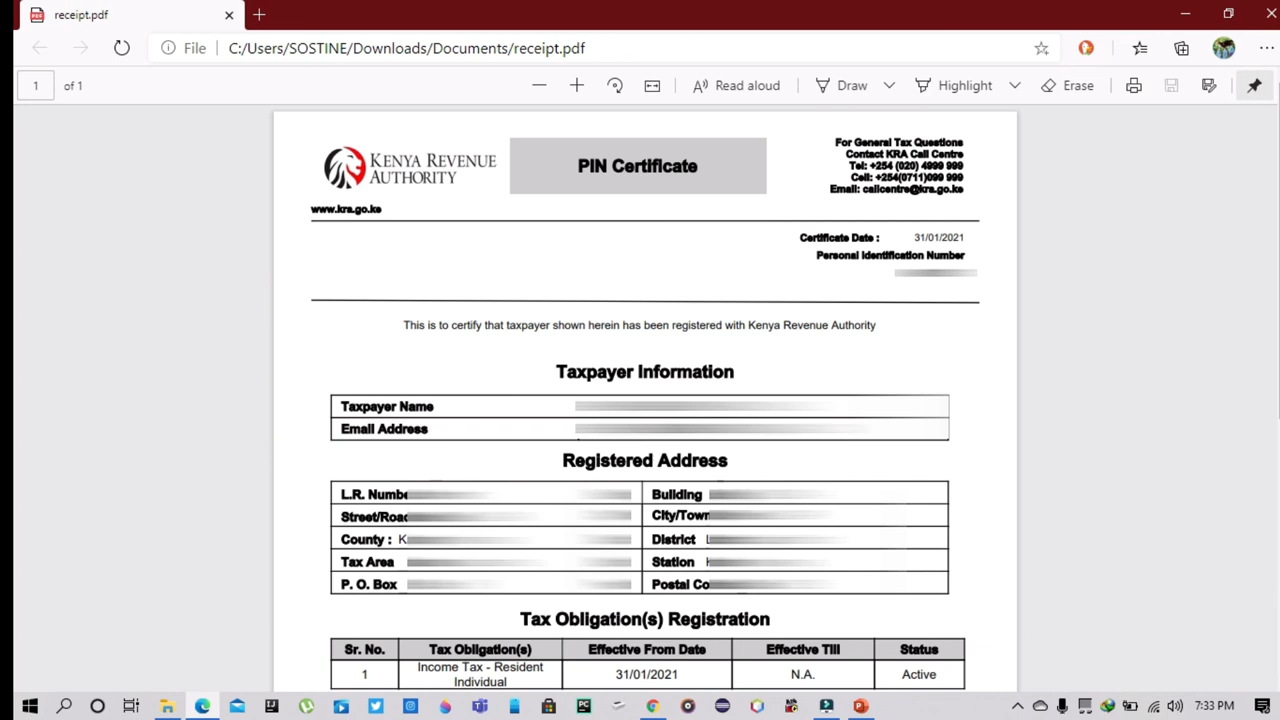 receipt.pdf
File
C:/Users/SOSTINE/Downloads/Documents/receipt.pdf
1 of 1
Read aloud
Draw
Highlight
Erase
KENYA REVENUE
AUTHORITY
www.kra.go.ke
PIN Certificate
For General Tax Questions
Contact KRA Call Centre
Tel: +254 (020) 4999 999
Cell: +254(0711)099 999
Email: callcentre@kra.go.ke
Certificate Date : 31/01/2021
Personal Identification Number
This is to certify that taxpayer shown herein has been registered with Kenya Revenue Authority
Taxpayer Information
Taxpayer Name
Email Address
Registered Address
L.R. Numbe Building
Street/Road City/Town
County : K District
Tax Area Station
P. O. Box Postal Co
Tax Obligation(s) Registration
Sr. No. Tax Obligation(s) Effective From Date Effective Till Status
1 Income Tax - Resident Individual 31/01/2021 N.A. Active
7:33 PM